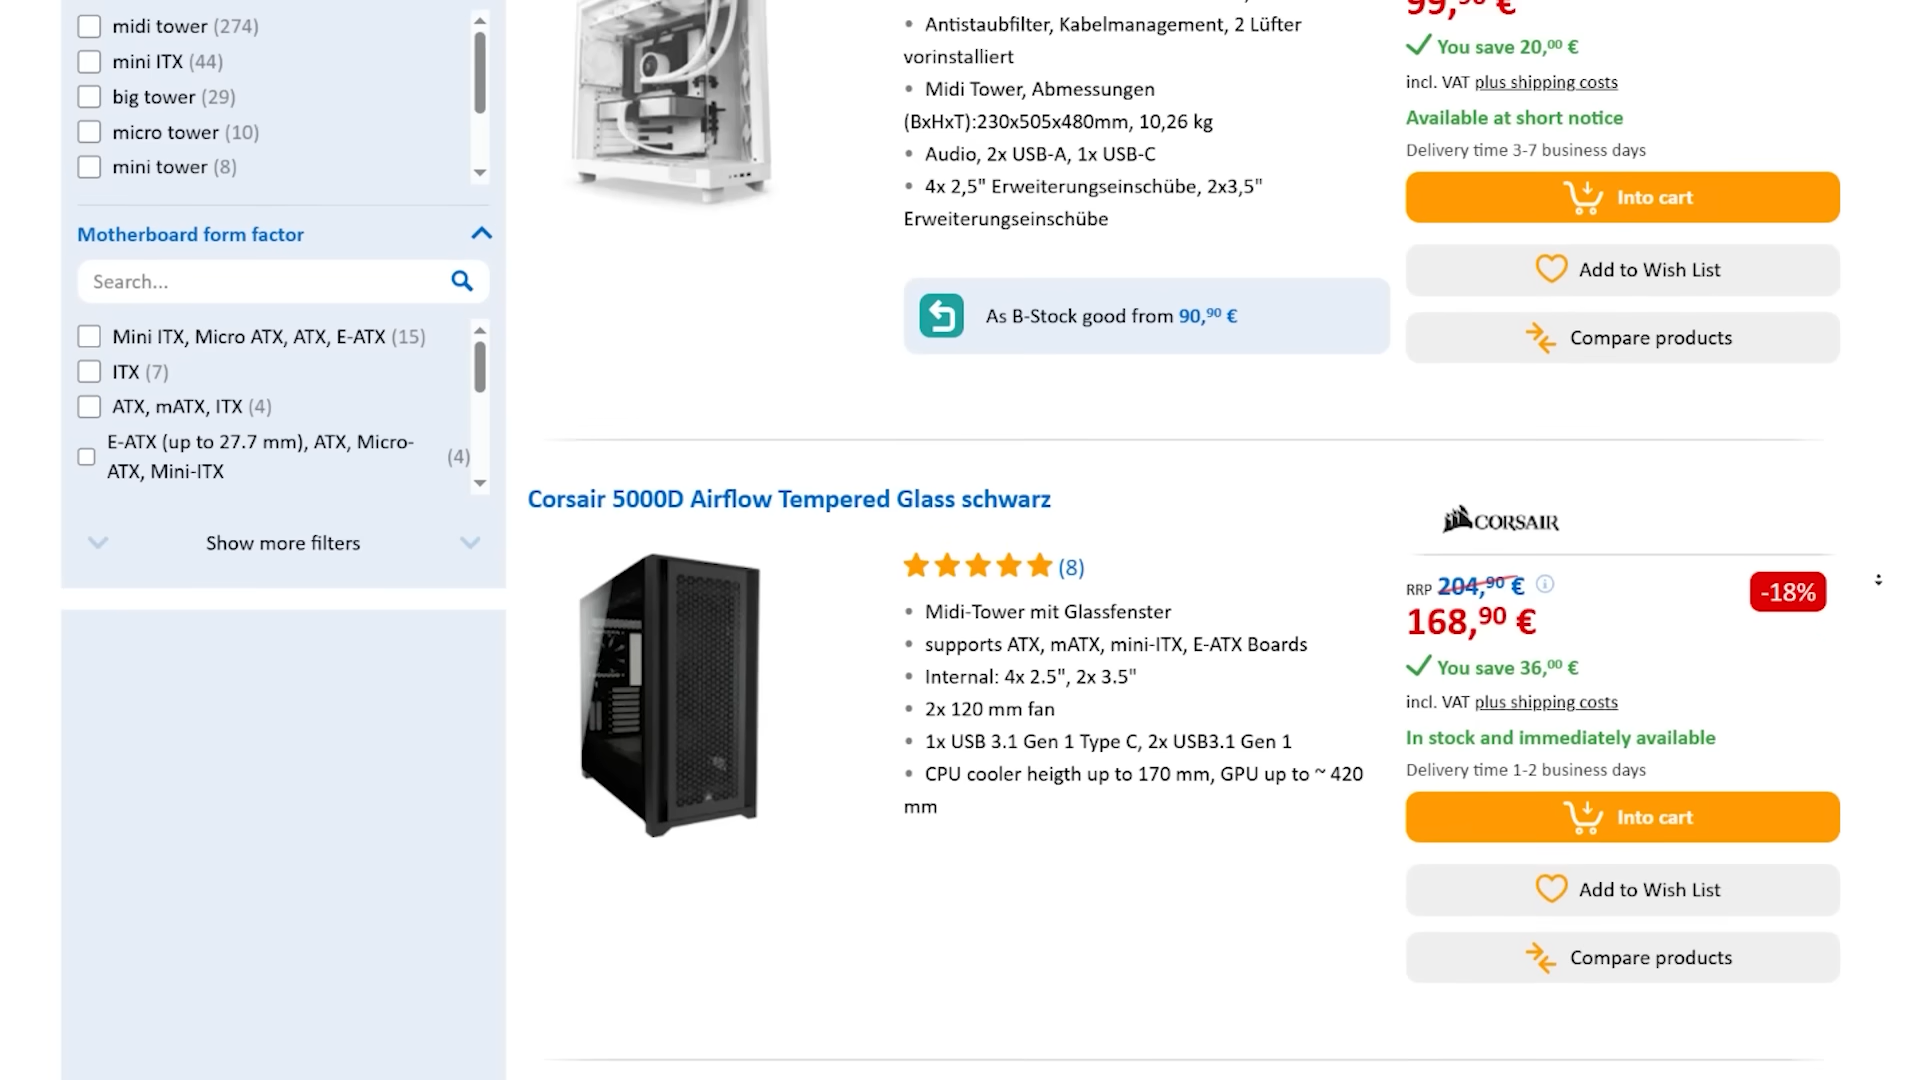 midi tower (274)
mini ITX (44)
big tower (29)
micro tower (10)
mini tower (8)
Motherboard form factor
Search...
Mini ITX, Micro ATX, ATX, E-ATX (15)
ITX (7)
ATX, mATX, ITX (4)
E-ATX (up to 27.7 mm), ATX, Micro-
ATX, Mini-ITX (4)
Show more filters
Antistaubfilter, Kabelmanagement, 2 Lüfter
vorinstalliert
Midi Tower, Abmessungen
(BxHxT):230x505x480mm, 10,26 kg
Audio, 2x USB-A, 1x USB-C
4x 2,5" Erweiterungseinschübe, 2x3,5"
Erweiterungseinschübe
As B-Stock good from 90,90 €
99,90 €
You save 20,00 €
incl. VAT plus shipping costs
Available at short notice
Delivery time 3-7 business days
Into cart
Add to Wish List
Compare products
Corsair 5000D Airflow Tempered Glass schwarz
(8)
Midi-Tower mit Glassfenster
supports ATX, mATX, mini-ITX, E-ATX Boards
Internal: 4x 2.5", 2x 3.5"
2x 120 mm fan
1x USB 3.1 Gen 1 Type C, 2x USB3.1 Gen 1
CPU cooler heigth up to 170 mm, GPU up to ~ 420
mm
CORSAIR
RRP 204,90 €
-18%
168,90 €
You save 36,00 €
incl. VAT plus shipping costs
In stock and immediately available
Delivery time 1-2 business days
Into cart
Add to Wish List
Compare products